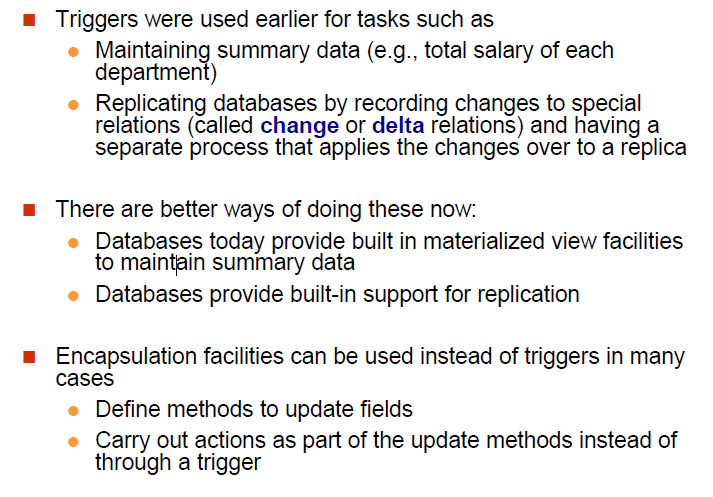 Triggers were used earlier for tasks such as
Maintaining summary data (e.g., total salary of each
department)
Replicating databases by recording changes to special
relations (called change or delta relations) and having a
separate process that applies the changes over to a replica
There are better ways of doing these now:
Databases today provide built in materialized view facilities
to maintain summary data
Databases provide built-in support for replication
Encapsulation facilities can be used instead of triggers in many
cases
Define methods to update fields
Carry out actions as part of the update methods instead of
through a trigger